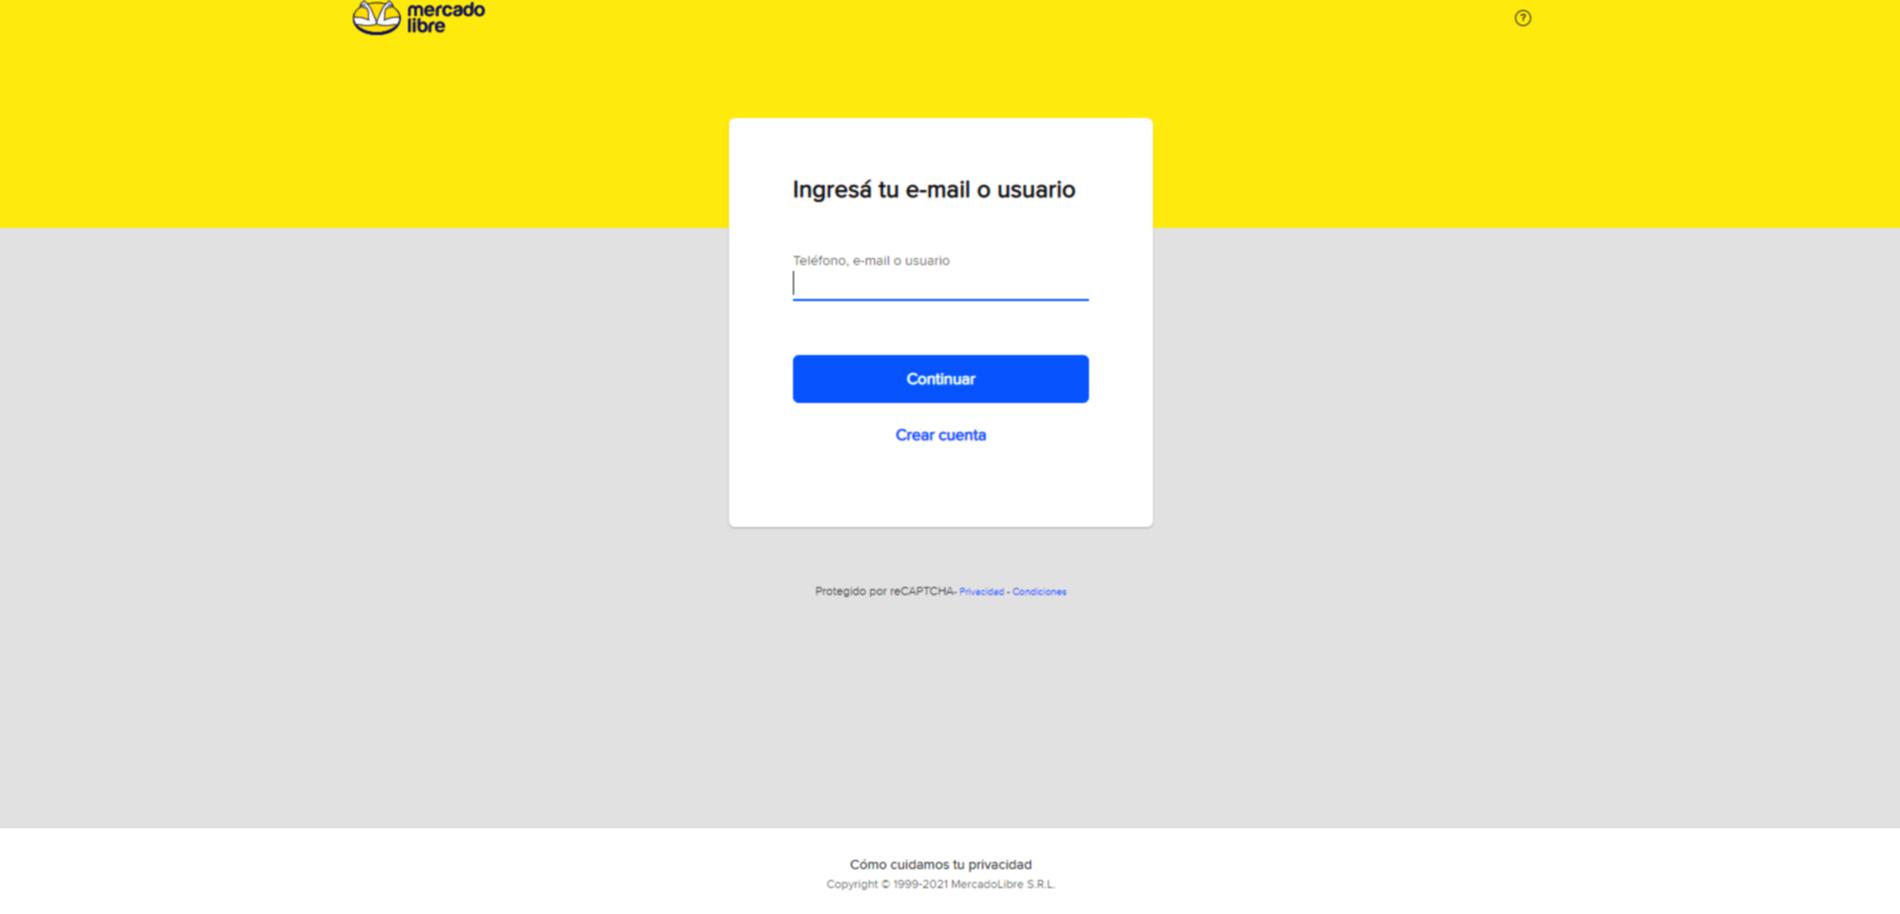 mercado
libre
?
Ingresá tu e-mail o usuario
Teléfono, e-mail o usuario
Continuar
Crear cuenta
Protegido por reCAPTCHA- Privacidad - Condiciones
Cómo cuidamos tu privacidad
Copyright © 1999-2021 MercadoLibre S.R.L.